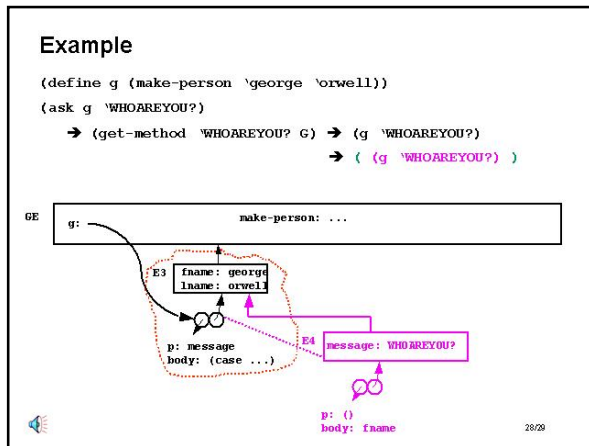 Example
(define g (make-person `george `orwell))
(ask g `WHOAREYOU?)
➔ (get-method `WHOAREYOU? G) ➔ (g `WHOAREYOU?)
➔ ( (g `WHOAREYOU?) )
GE
g:
make-person: ...
E3
fname: george
lname: orwell
p: message
body: (case ...)
E4
message: WHOAREYOU?
p: ()
body: fname
28/29